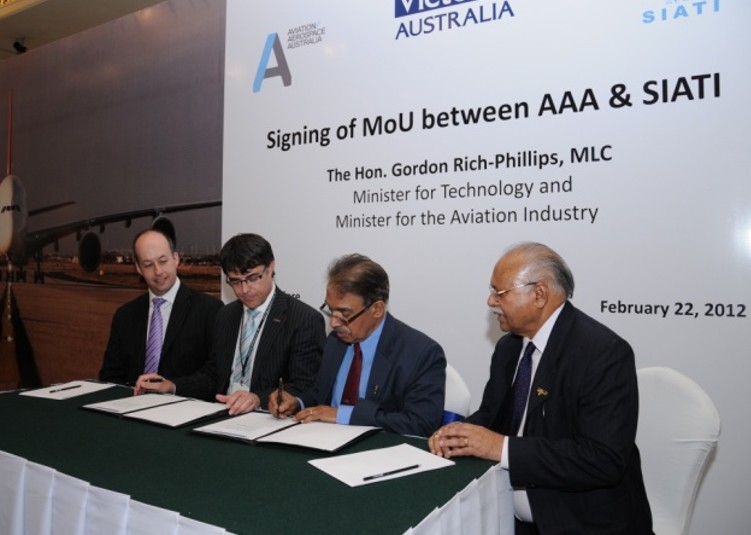 AVIATION/
AEROSPACE
AUSTRALIA
AUSTRALIA
SIATI
Signing of MoU between AAA & SIATI
The Hon. Gordon Rich-Phillips, MLC
Minister for Technology and
Minister for the Aviation Industry
February 22, 2012